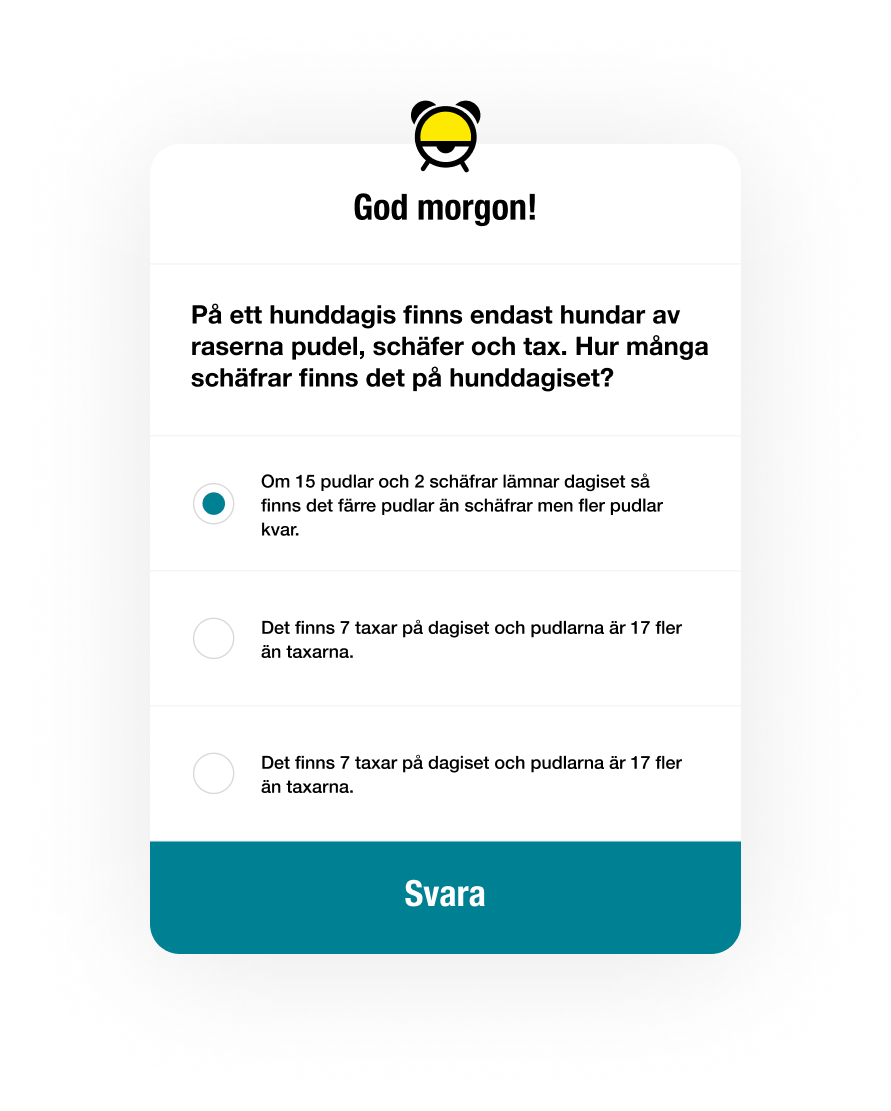 God morgon!
På ett hunddagis finns endast hundar av
raserna pudel, schäfer och tax. Hur många
schäfrar finns det på hunddagiset?
Om 15 pudlar och 2 schäfrar lämnar dagiset så
finns det färre pudlar än schäfrar men fler pudlar
kvar.
Det finns 7 taxar på dagiset och pudlarna är 17 fler
än taxarna.
Det finns 7 taxar på dagiset och pudlarna är 17 fler
än taxarna.
Svara